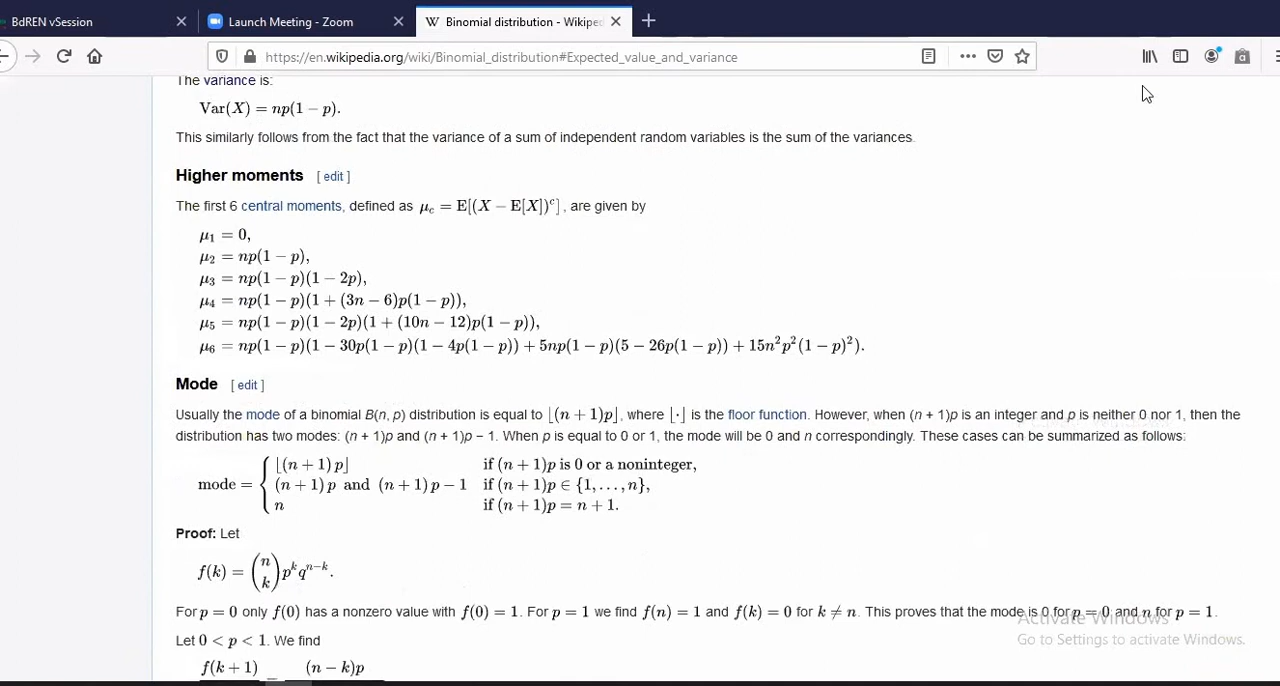 BdREN vSession
Launch Meeting - Zoom
W Binomial distribution - Wikiped
https://en.wikipedia.org/wiki/Binomial_distribution#Expected_value_and_variance
The variance is:
Var(X) = np(1 − p).
This similarly follows from the fact that the variance of a sum of independent random variables is the sum of the variances.
Higher moments [ edit ]
The first 6 central moments, defined as μ_c = E[(X − E[X])^c], are given by
μ₁ = 0,
μ₂ = np(1 − p),
μ₃ = np(1 − p)(1 − 2p),
μ₄ = np(1 − p)(1 + (3n − 6)p(1 − p)),
μ₅ = np(1 − p)(1 − 2p)(1 + (10n − 12)p(1 − p)),
μ₆ = np(1 − p)(1 − 30p(1 − p)(1 − 4p(1 − p)) + 5np(1 − p)(5 − 26p(1 − p)) + 15n²p²(1 − p)²).
Mode [ edit ]
Usually the mode of a binomial B(n, p) distribution is equal to ⌊(n + 1)p⌋, where ⌊·⌋ is the floor function. However, when (n + 1)p is an integer and p is neither 0 nor 1, then the
distribution has two modes: (n + 1)p and (n + 1)p − 1. When p is equal to 0 or 1, the mode will be 0 and n correspondingly. These cases can be summarized as follows:
⌊(n + 1) p⌋ if (n + 1)p is 0 or a noninteger,
mode = { (n + 1) p and (n + 1) p − 1 if (n + 1)p ∈ {1, . . . , n},
n if (n + 1)p = n + 1.
Proof: Let
f(k) = (n k) p^k q^{n−k}.
For p = 0 only f(0) has a nonzero value with f(0) = 1. For p = 1 we find f(n) = 1 and f(k) = 0 for k ≠ n. This proves that the mode is 0 for p = 0 and n for p = 1.
Activate Windows
Let 0 < p < 1. We find
Go to Settings to activate Windows.
f(k + 1) = (n − k)p